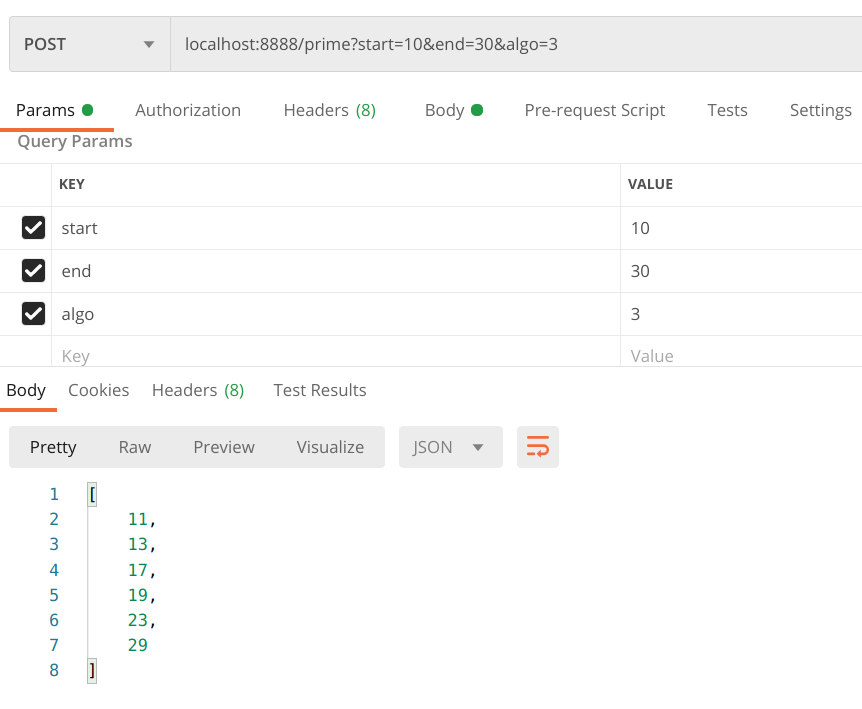 POST localhost:8888/prime?start=10&end=30&algo=3
Params Authorization Headers (8) Body Pre-request Script Tests Settings
Query Params
KEY VALUE
start 10
end 30
algo 3
Key Value
Body Cookies Headers (8) Test Results
Pretty Raw Preview Visualize JSON
1 [
2 11,
3 13,
4 17,
5 19,
6 23,
7 29
8 ]